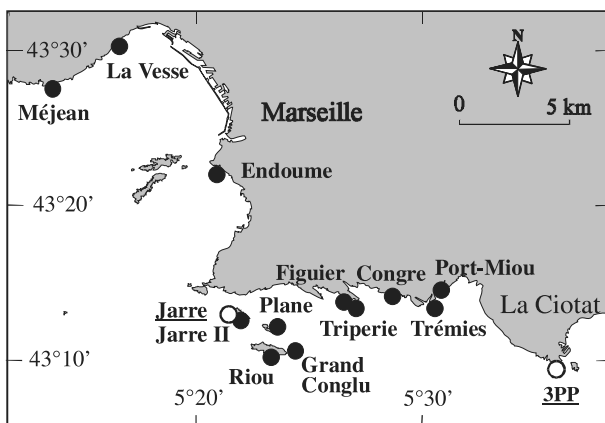 43°30’
La Vesse
Méjean
N
0 5 km
Marseille
Endoume
43°20’
Figuier
Congre
Port-Miou
La Ciotat
Jarre
Jarre II
Plane
Triperie
Trémies
43°10’
Riou
Grand
Conglu
3PP
5°20’
5°30’